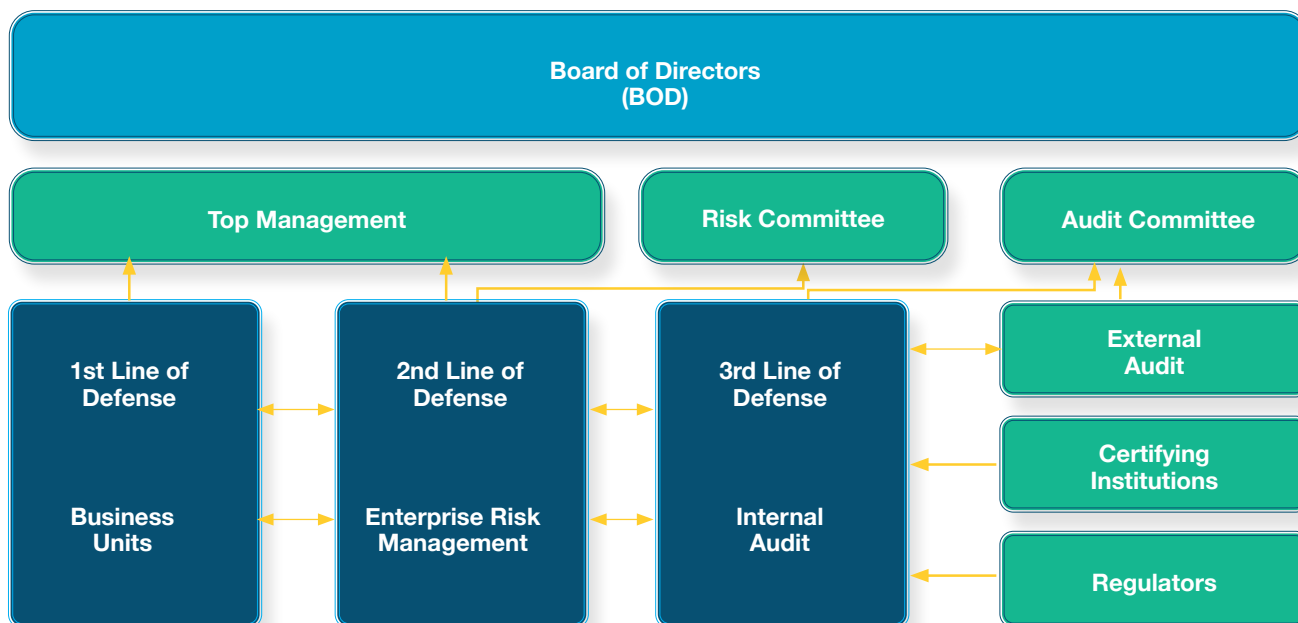 Board of Directors
(BOD)
Top Management
Risk Committee
Audit Committee
1st Line of
Defense
Business
Units
2nd Line of
Defense
Enterprise Risk
Management
3rd Line of
Defense
Internal
Audit
External
Audit
Certifying
Institutions
Regulators